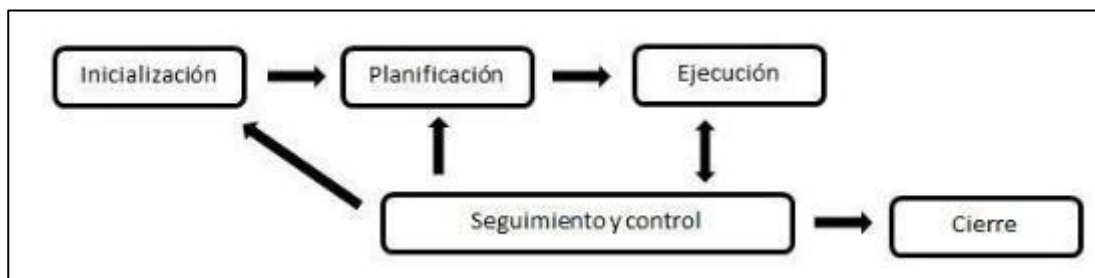 Inicialización
Planificación
Ejecución
Seguimiento y control
Cierre